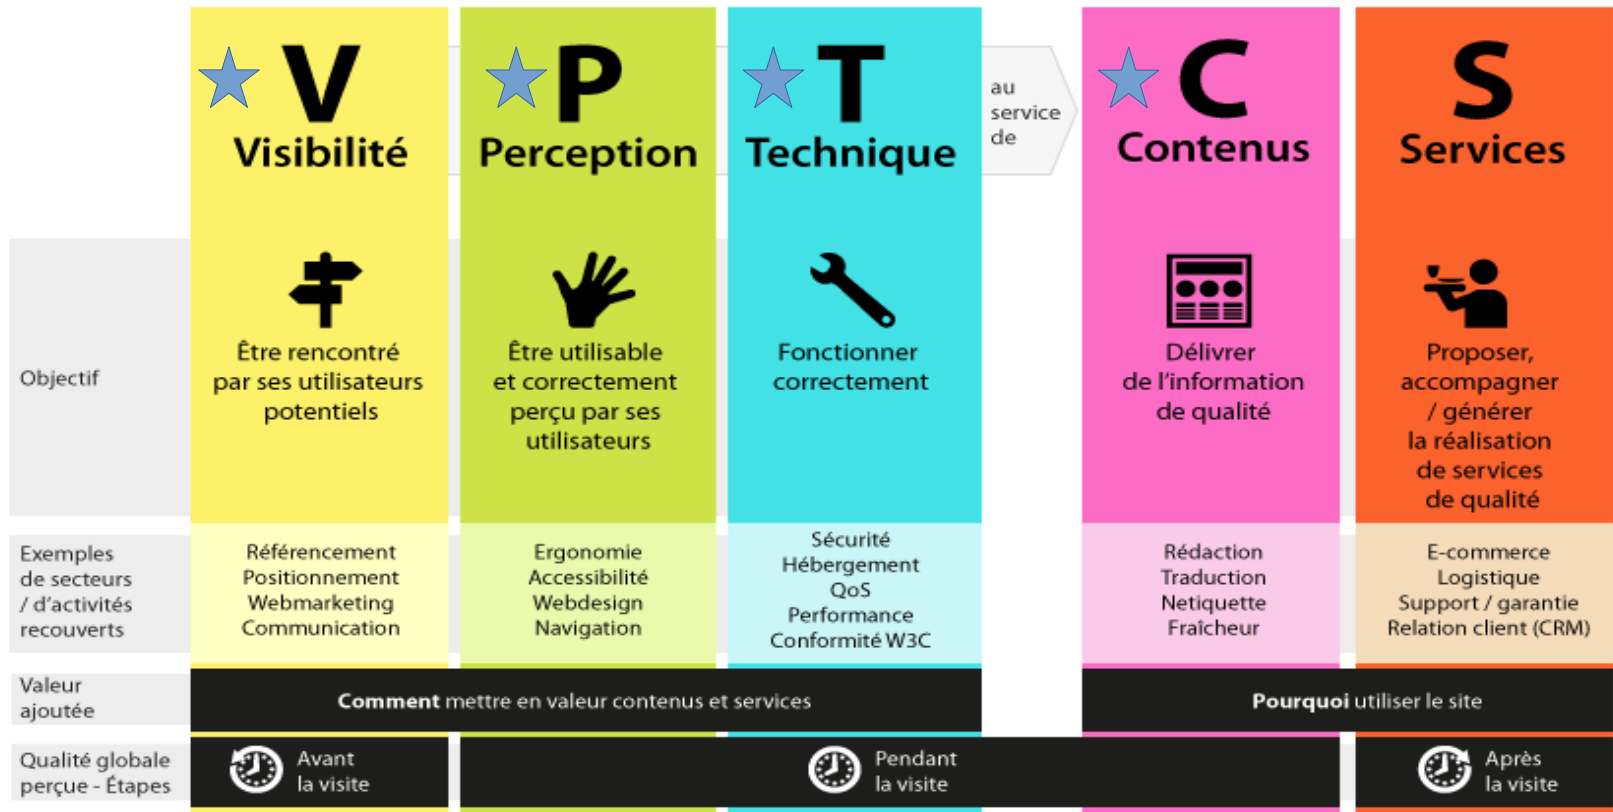 V
Visibilité
P
Perception
T
Technique
au
service
de
C
Contenus
S
Services
Objectif
Être rencontré
par ses utilisateurs
potentiels
Être utilisable
et correctement
perçu par ses
utilisateurs
Fonctionner
correctement
Délivrer
de l'information
de qualité
Proposer,
accompagner
/ générer
la réalisation
de services
de qualité
Exemples
de secteurs
/ d'activités
recouverts
Référencement
Positionnement
Webmarketing
Communication
Ergonomie
Accessibilité
Webdesign
Navigation
Sécurité
Hébergement
QoS
Performance
Conformité W3C
Rédaction
Traduction
Netiquette
Fraîcheur
E-commerce
Logistique
Support / garantie
Relation client (CRM)
Valeur
ajoutée
Comment mettre en valeur contenus et services
Pourquoi utiliser le site
Qualité globale
perçue - Étapes
Avant
la visite
Pendant
la visite
Après
la visite